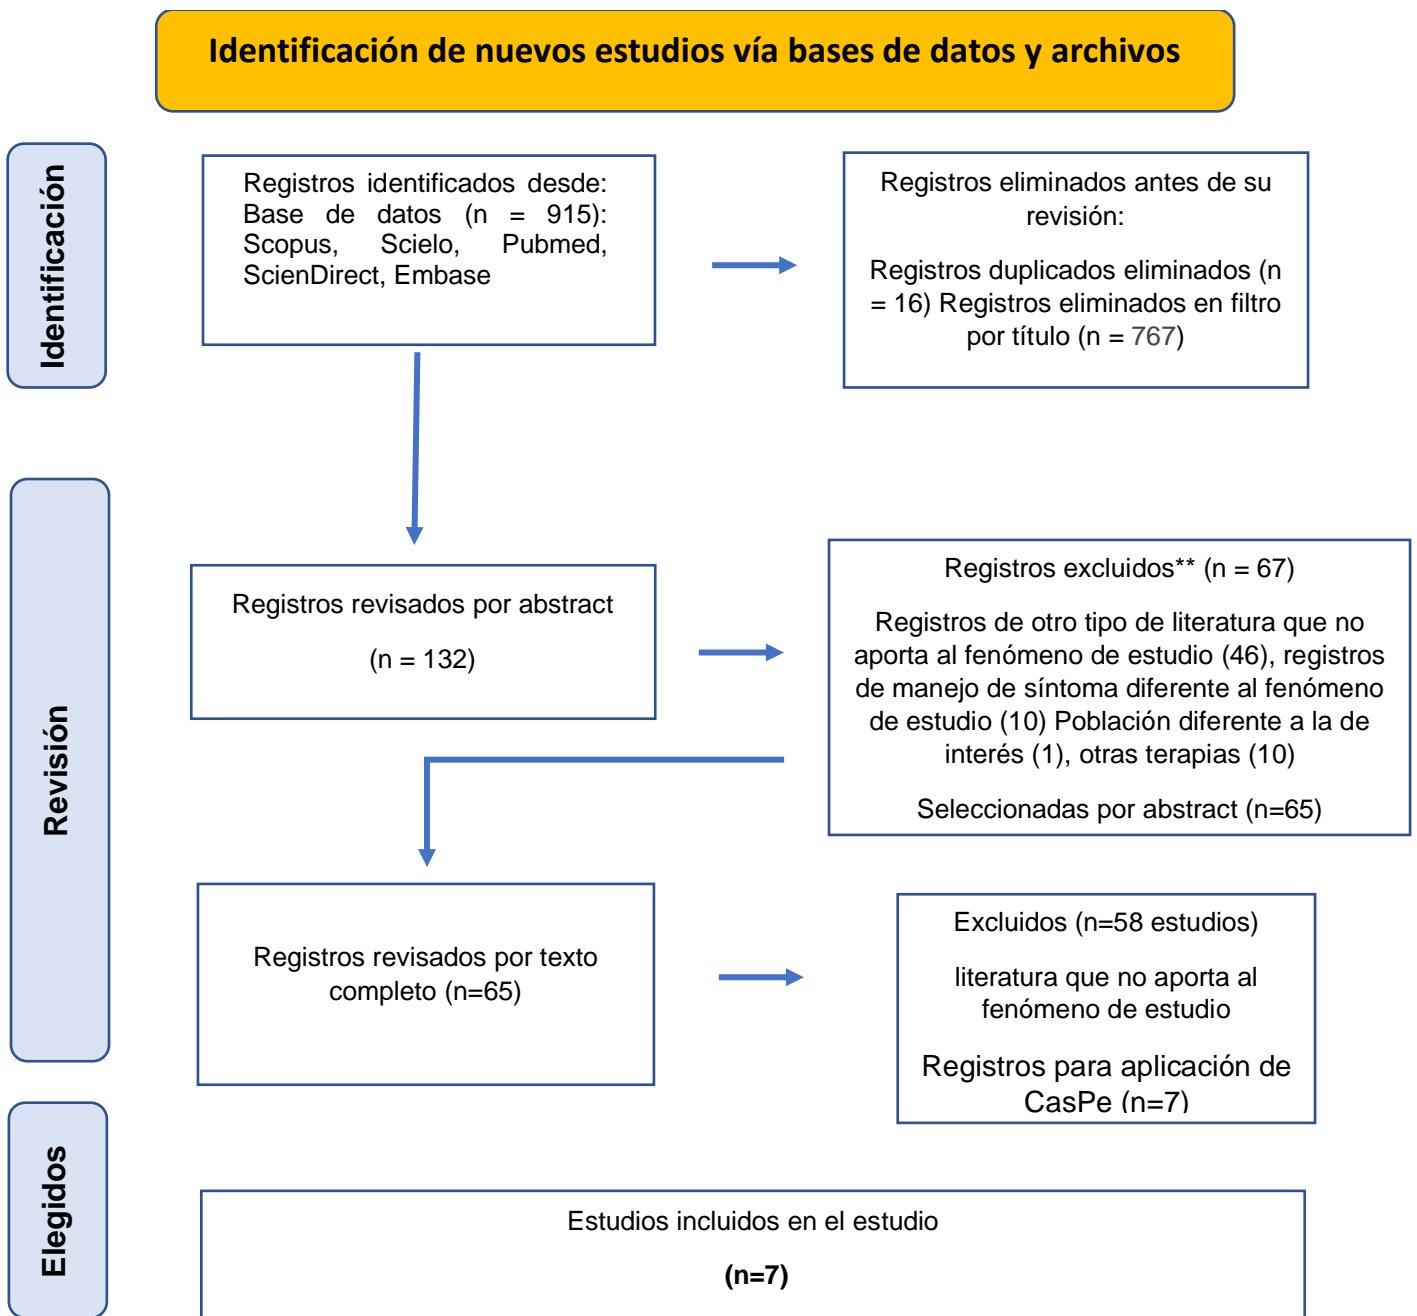 Identificación de nuevos estudios vía bases de datos y archivos
Identificación
Registros identificados desde:
Base de datos (n = 915):
Scopus, Scielo, Pubmed,
ScienDirect, Embase
Registros eliminados antes de su
revisión:
Registros duplicados eliminados (n
= 16) Registros eliminados en filtro
por título (n = 767)
Revisión
Registros revisados por abstract
(n = 132)
Registros excluidos** (n = 67)
Registros de otro tipo de literatura que no
aporta al fenómeno de estudio (46), registros
de manejo de síntoma diferente al fenómeno
de estudio (10) Población diferente a la de
interés (1), otras terapias (10)
Seleccionadas por abstract (n=65)
Registros revisados por texto
completo (n=65)
Excluidos (n=58 estudios)
literatura que no aporta al
fenómeno de estudio
Registros para aplicación de
CasPe (n=7)
Elegidos
Estudios incluidos en el estudio
(n=7)